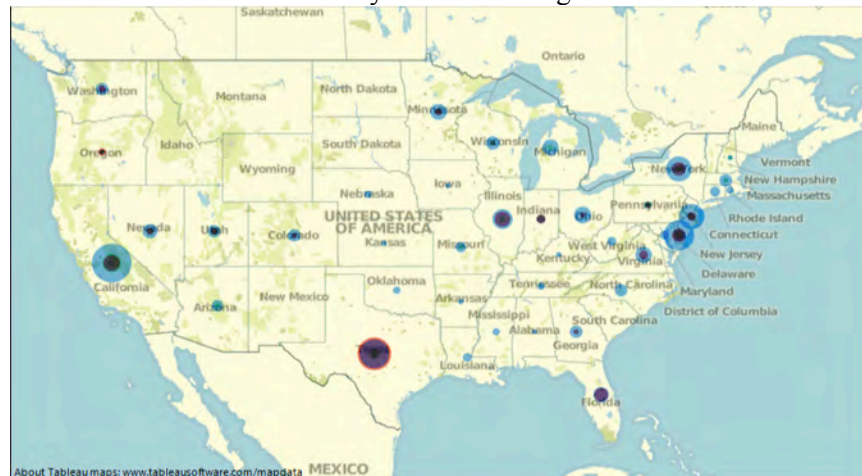 Saskatchewan
Ontario
Washington
Montana
North Dakota
Minnesota
Maine
Oregon
Idaho
South Dakota
Wisconsin
Michigan
Vermont
Wyoming
New York
New Hampshire
Massachusetts
Nebraska
Iowa
Illinois
Indiana
Ohio
Pennsylvania
Rhode Island
Nevada
Utah
Colorado
UNITED STATES
OF AMERICA
Kansas
Missouri
West Virginia
Virginia
Kentucky
Connecticut
New Jersey
Delaware
California
Maryland
Arizona
New Mexico
Oklahoma
Arkansas
Tennessee
North Carolina
District of Columbia
Mississippi
Alabama
South Carolina
Georgia
Louisiana
Florida
About Tableau maps: www.tableausoftware.com/mapdata
MEXICO